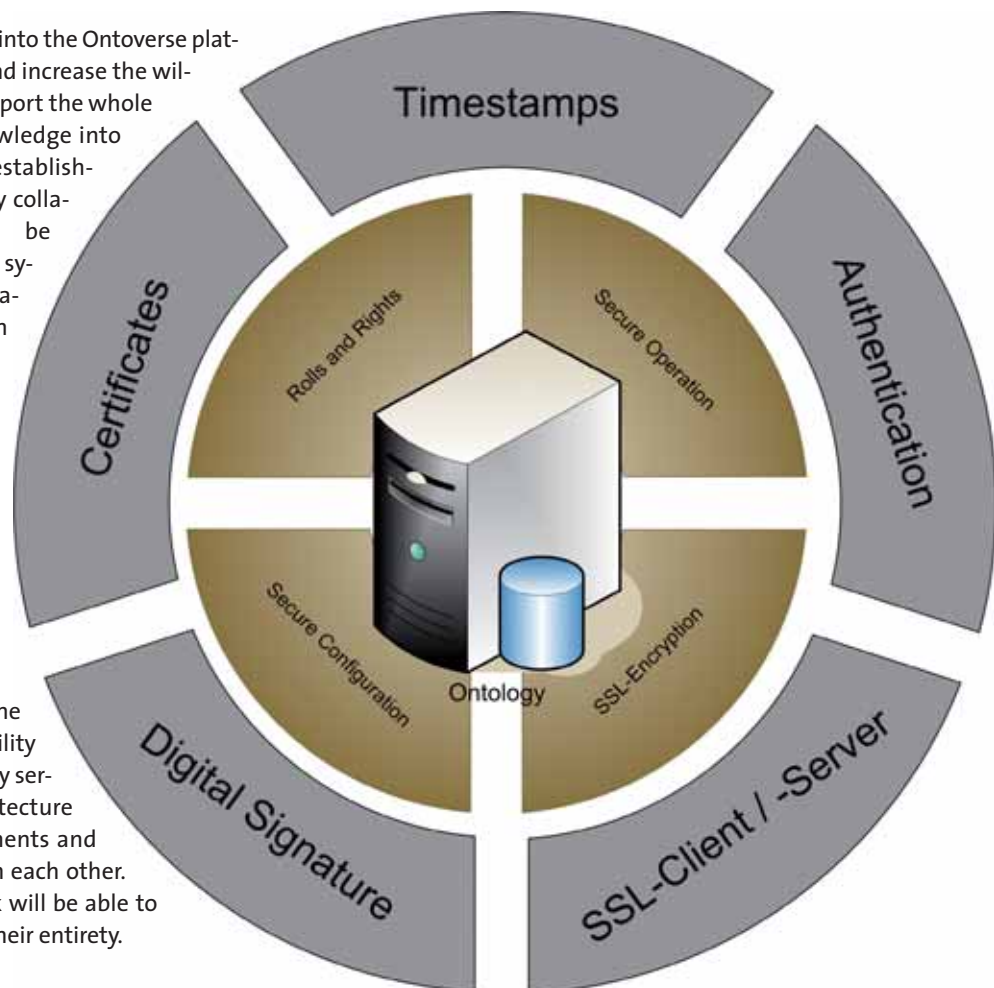 into the Ontoverse plat-
nd increase the wil-
port the whole
wledge into
establish-
y colla-
be
sy-
a-
n
ne
ility
y ser-
tecture
nents and
n each other.
k will be able to
heir entirety.
Timestamps
Authentication
SSL-Client / -Server
Digital Signature
Certificates
Rolls and Rights
Secure Operation
SSL-Encryption
Secure Configuration
Ontology